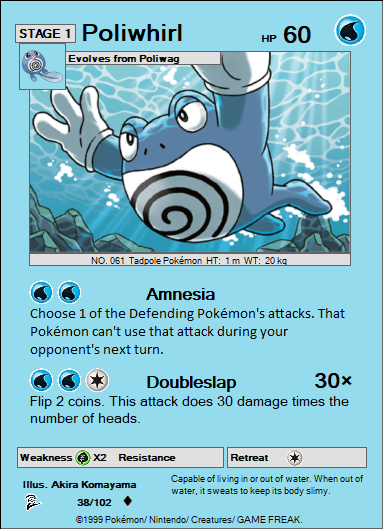 STAGE 1 Poliwhirl HP 60
Evolves from Poliwag
NO. 061 Tadpole Pokémon HT: 1 m WT: 20 kg
Amnesia
Choose 1 of the Defending Pokémon's attacks. That
Pokémon can't use that attack during your
opponent's next turn.
Doubleslap 30×
Flip 2 coins. This attack does 30 damage times the
number of heads.
Weakness X2 Resistance Retreat
Illus. Akira Komayama
38/102
Capable of living in or out of water. When out
of water, it sweats to keep its body slimy.
©1999 Pokémon/ Nintendo/ Creatures/ GAME FREAK.